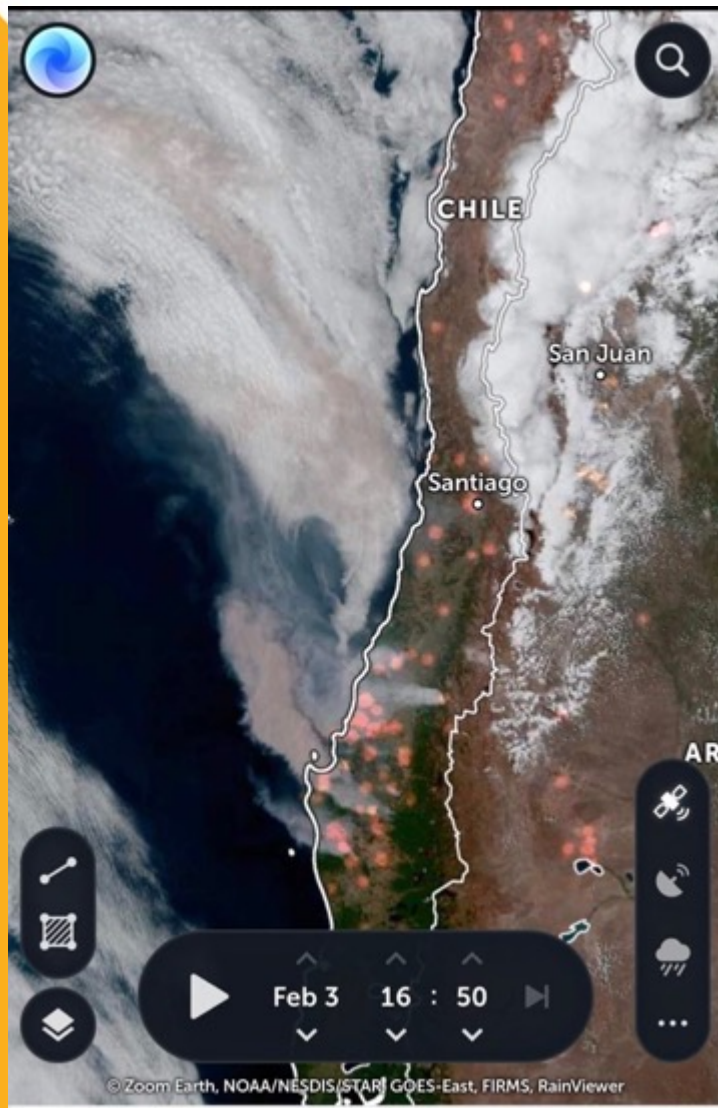 CHILE
San Juan
Santiago
AR
Feb 3 16 : 50
© Zoom Earth, NOAA/NESDIS/STAR, GOES-East, FIRMS, RainViewer